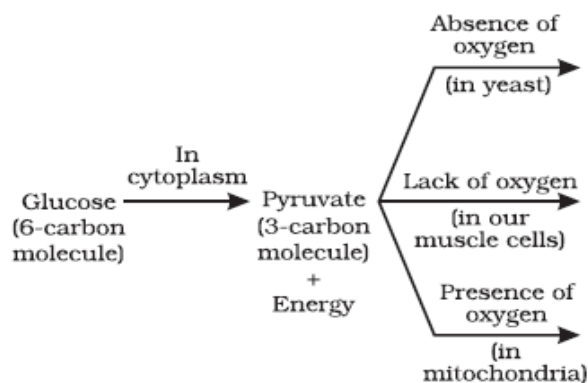 Glucose
(6-carbon
molecule)
In
cytoplasm
Pyruvate
(3-carbon
molecule)
+
Energy
Absence of
oxygen
(in yeast)
Lack of oxygen
(in our
muscle cells)
Presence of
oxygen
(in
mitochondria)